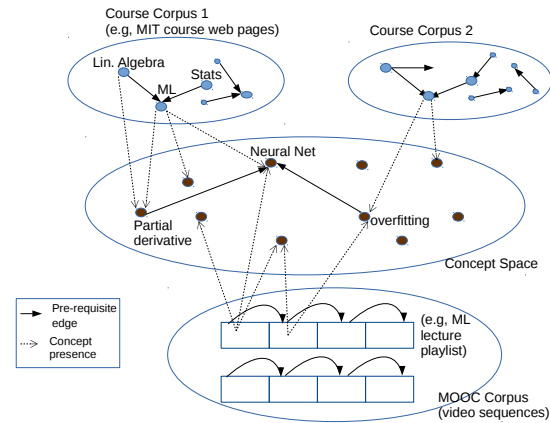 Course Corpus 1
(e.g, MIT course web pages)
Course Corpus 2
Lin. Algebra
Stats
ML
Neural Net
Partial
derivative
overfitting
Concept Space
Pre-requisite
edge
Concept
presence
(e.g, ML
lecture
playlist)
MOOC Corpus
(video sequences)